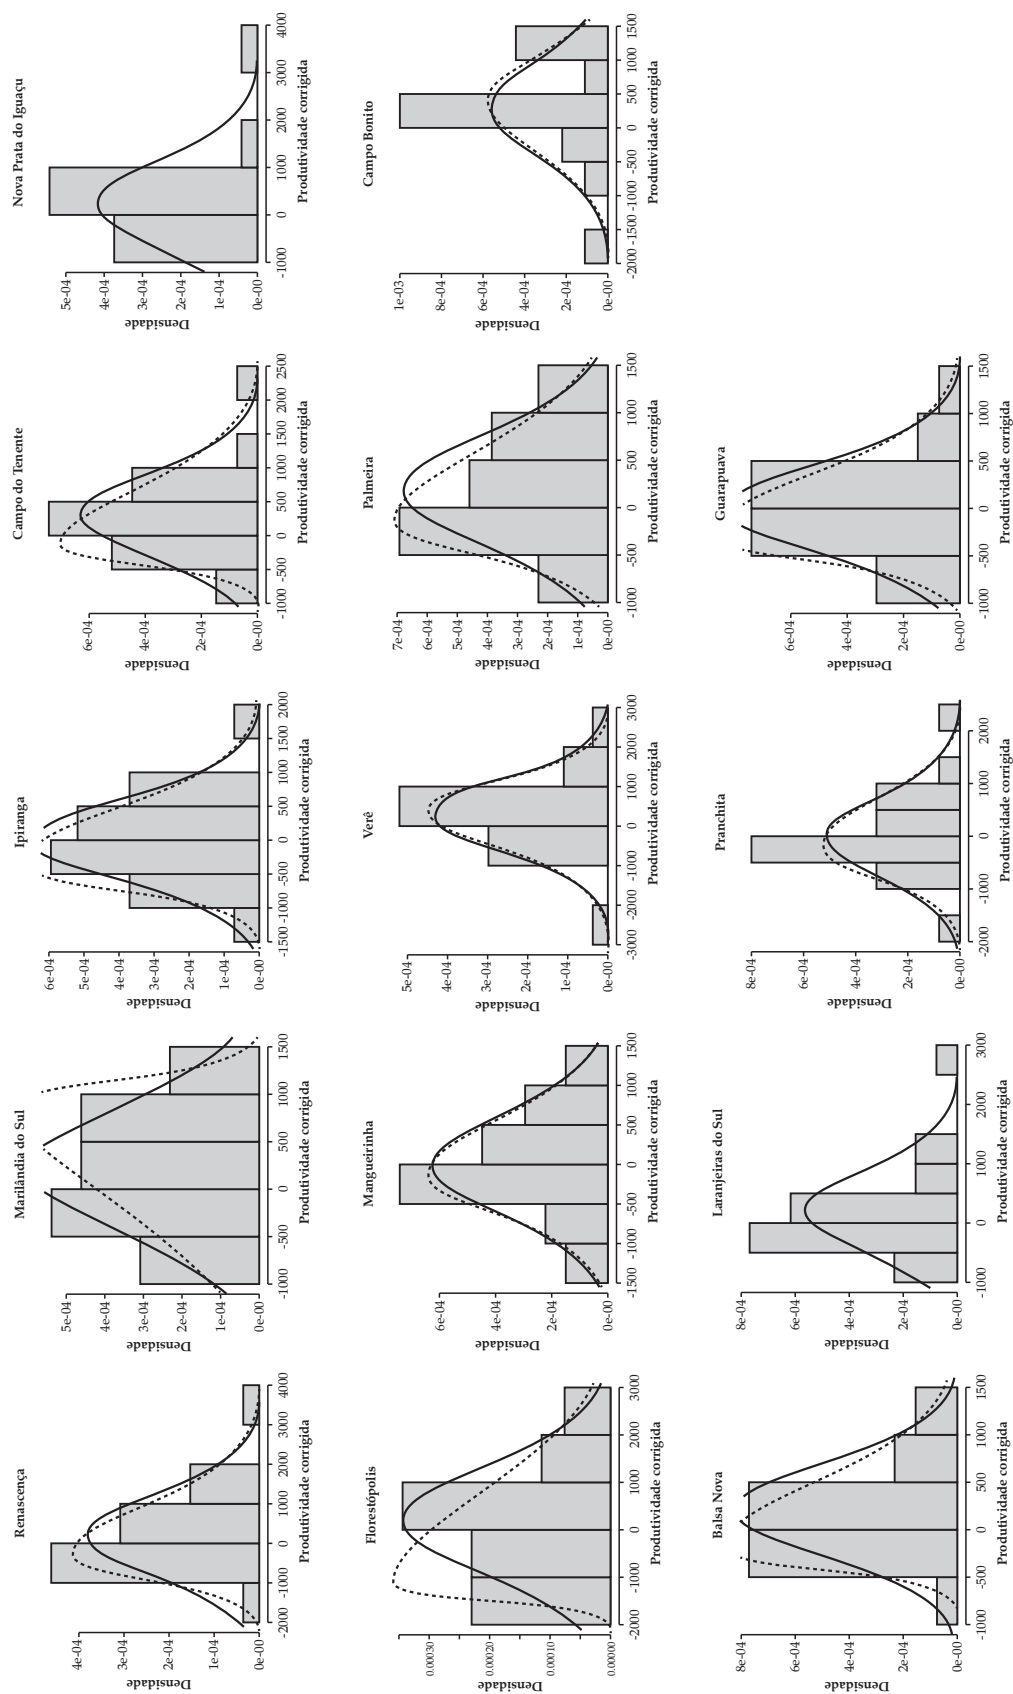 Renascença
Densidade
4e-04
3e-04
2e-04
1e-04
0e-00
-2000 -1000 0 1000 2000 3000 4000
Produtividade corrigida
Marilândia do Sul
Densidade
5e-04
4e-04
3e-04
2e-04
1e-04
0e-00
-1000 -500 0 500 1000 1500
Produtividade corrigida
Ipiranga
Densidade
6e-04
5e-04
4e-04
3e-04
2e-04
1e-04
0e-00
-1500 -1000 -500 0 500 1000 1500 2000
Produtividade corrigida
Campo do Tenente
Densidade
6e-04
4e-04
2e-04
0e-00
-1000 -500 0 500 1000 1500 2000 2500
Produtividade corrigida
Nova Prata do Iguaçu
Densidade
5e-04
4e-04
3e-04
2e-04
1e-04
0e-00
-1000 0 1000 2000 3000 4000
Produtividade corrigida
Florestópolis
Densidade
0.00030
0.00020
0.00010
0.00000
-2000 -1000 0 1000 2000 3000
Produtividade corrigida
Mangueirinha
Densidade
6e-04
4e-04
2e-04
0e-00
-1500 -1000 -500 0 500 1000 1500
Produtividade corrigida
Verê
Densidade
5e-04
4e-04
3e-04
2e-04
1e-04
0e-00
-3000 -2000 -1000 0 1000 2000 3000
Produtividade corrigida
Palmeira
Densidade
7e-04
6e-04
5e-04
4e-04
3e-04
2e-04
1e-04
0e-00
-1000 -500 0 500 1000 1500
Produtividade corrigida
Campo Bonito
Densidade
1e-03
8e-04
6e-04
4e-04
2e-04
0e-00
-2000 -1500 -1000 -500 0 500 1000 1500
Produtividade corrigida
Balsa Nova
Densidade
8e-04
6e-04
4e-04
2e-04
0e-00
-1000 -500 0 500 1000 1500
Produtividade corrigida
Laranjeiras do Sul
Densidade
8e-04
6e-04
4e-04
2e-04
0e-00
-1000 0 1000 2000 3000
Produtividade corrigida
Pranchita
Densidade
8e-04
6e-04
4e-04
2e-04
0e-00
-2000 -1000 0 1000 2000
Produtividade corrigida
Guarapuava
Densidade
6e-04
4e-04
2e-04
0e-00
-1000 -500 0 500 1000 1500
Produtividade corrigida